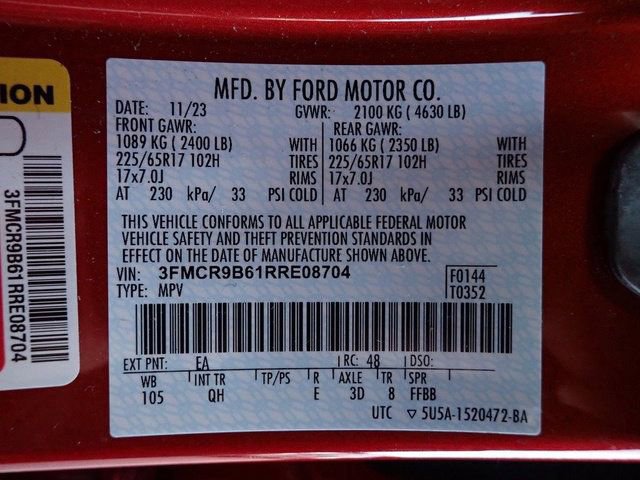 ION
3FMCR9B61RRE08704
MFD. BY FORD MOTOR CO.
DATE: 11/23 GVWR: 2100 KG ( 4630 LB)
FRONT GAWR: REAR GAWR:
1089 KG ( 2400 LB) WITH 1066 KG ( 2350 LB) WITH
225/65R17 102H TIRES 225/65R17 102H TIRES
17x7.0J RIMS 17x7.0J RIMS
AT 230 kPa/ 33 PSI COLD AT 230 kPa/ 33 PSI COLD
THIS VEHICLE CONFORMS TO ALL APPLICABLE FEDERAL MOTOR
VEHICLE SAFETY AND THEFT PREVENTION STANDARDS IN
EFFECT ON THE DATE OF MANUFACTURE SHOWN ABOVE.
VIN: 3FMCR9B61RRE08704 F0144
TYPE: MPV T0352
EXT PNT: EA RC: 48 DSO:
WB INT TR TP/PS R AXLE TR SPR
105 QH E 3D 8 FFBB
UTC ▽ 5U5A-1520472-BA